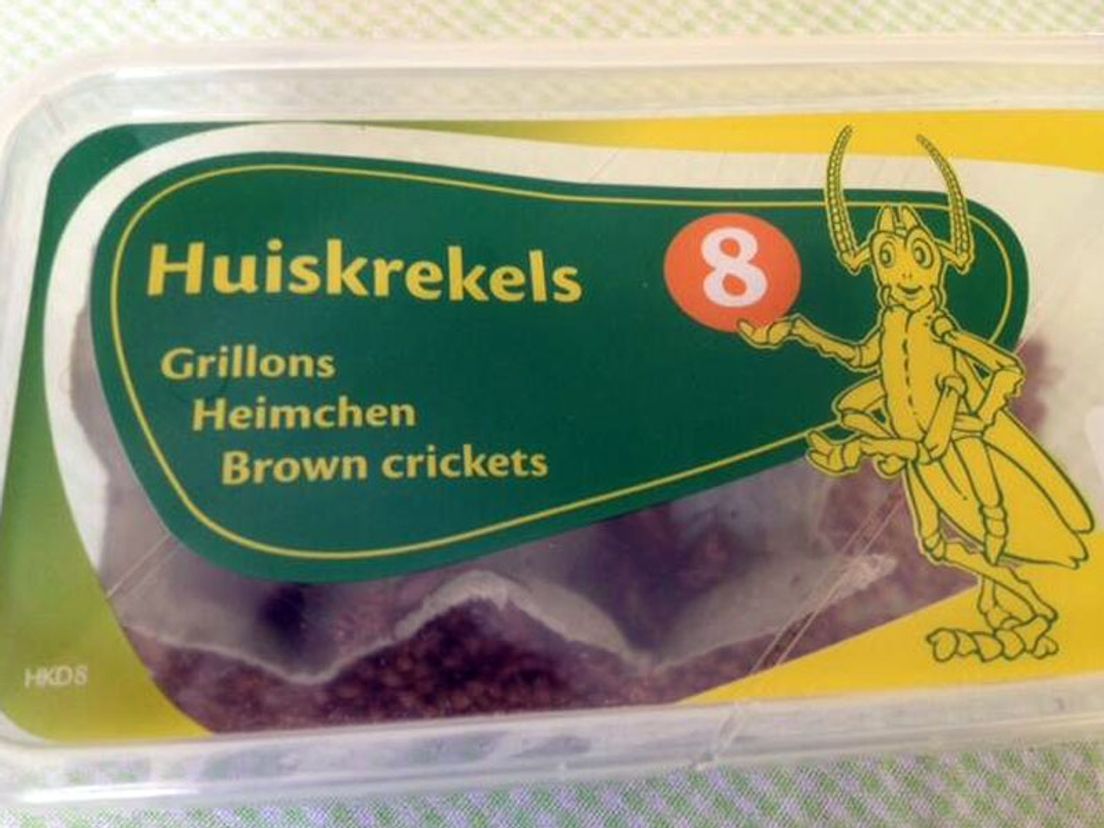 Huiskrekels
8
Grillons
Heimchen
Brown crickets
HKD8